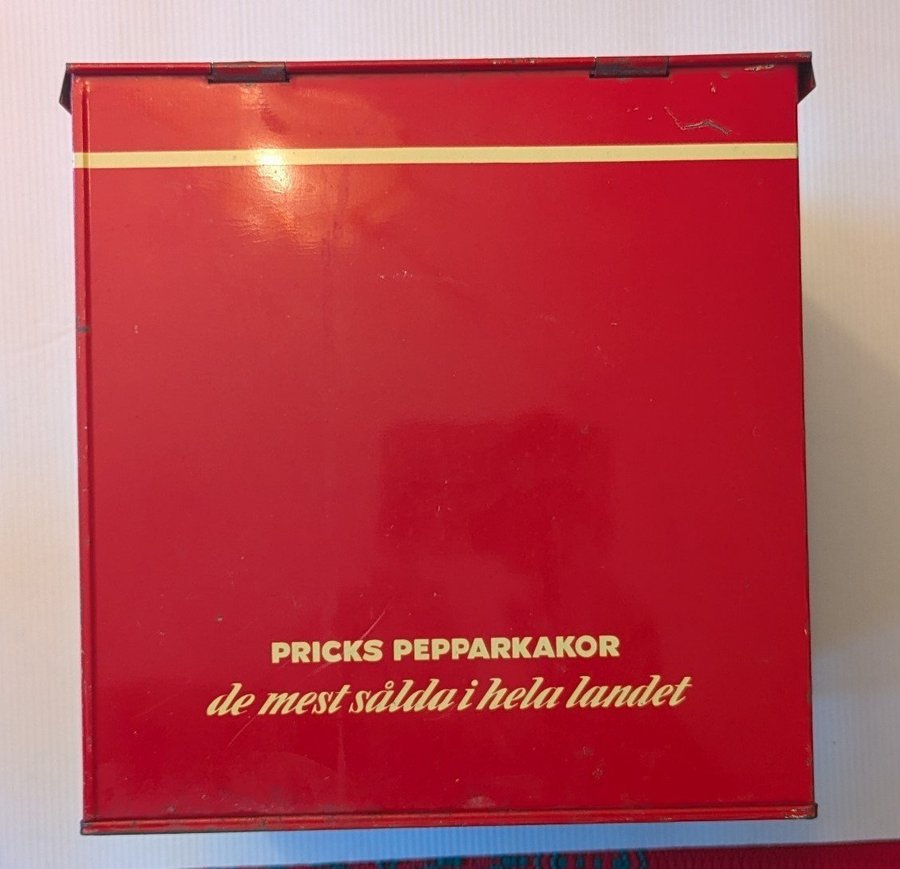 PRICKS PEPPARKAKOR
de mest sålda i hela landet